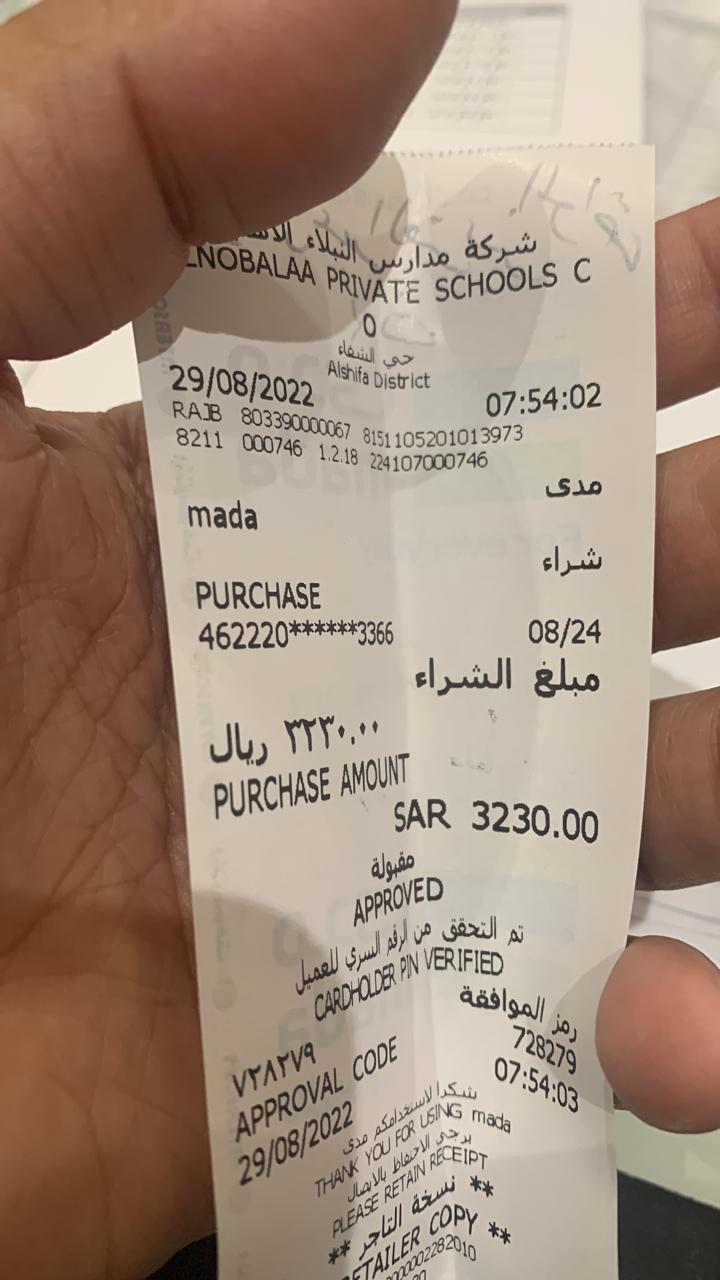 شركة مدارس النبلاء
NOBALAA PRIVATE SCHOOLS C
O
حي الشفاء
Alshifa District
29/08/2022 07:54:02
RAJB 803390000067 8151105201013973
8211 000746 1.2.18 224107000746
مدى
mada
شراء
PURCHASE
462220******3366 08/24
مبلغ الشراء
٣٢٣٠.٠٠ ريال
PURCHASE AMOUNT
SAR 3230.00
مقبولة
APPROVED
تم التحقق من الرقم السري للعميل
CARDHOLDER PIN VERIFIED
رمز الموافقة
728279
٧٢٨٢٧٩
APPROVAL CODE
07:54:03
29/08/2022
شكرا لاستخدامكم مدى
THANK YOU FOR USING mada
يرجى الاحتفاظ بالايصال
PLEASE RETAIN RECEIPT
** نسخة التاجر **
RETAILER COPY **